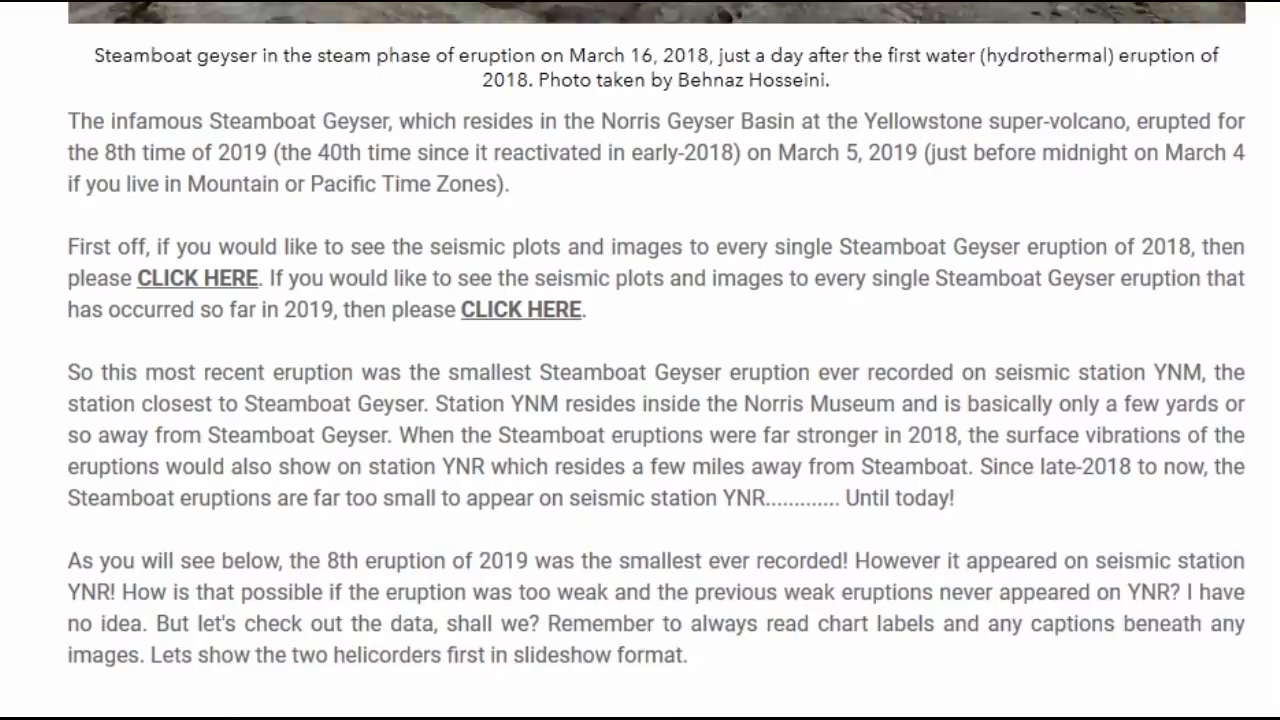 Steamboat geyser in the steam phase of eruption on March 16, 2018, just a day after the first water (hydrothermal) eruption of
2018. Photo taken by Behnaz Hosseini.
The infamous Steamboat Geyser, which resides in the Norris Geyser Basin at the Yellowstone super-volcano, erupted for
the 8th time of 2019 (the 40th time since it reactivated in early-2018) on March 5, 2019 (just before midnight on March 4
if you live in Mountain or Pacific Time Zones).
First off, if you would like to see the seismic plots and images to every single Steamboat Geyser eruption of 2018, then
please CLICK HERE. If you would like to see the seismic plots and images to every single Steamboat Geyser eruption that
has occurred so far in 2019, then please CLICK HERE.
So this most recent eruption was the smallest Steamboat Geyser eruption ever recorded on seismic station YNM, the
station closest to Steamboat Geyser. Station YNM resides inside the Norris Museum and is basically only a few yards or
so away from Steamboat Geyser. When the Steamboat eruptions were far stronger in 2018, the surface vibrations of the
eruptions would also show on station YNR which resides a few miles away from Steamboat. Since late-2018 to now, the
Steamboat eruptions are far too small to appear on seismic station YNR............. Until today!
As you will see below, the 8th eruption of 2019 was the smallest ever recorded! However it appeared on seismic station
YNR! How is that possible if the eruption was too weak and the previous weak eruptions never appeared on YNR? I have
no idea. But let's check out the data, shall we? Remember to always read chart labels and any captions beneath any
images. Lets show the two helicorders first in slideshow format.